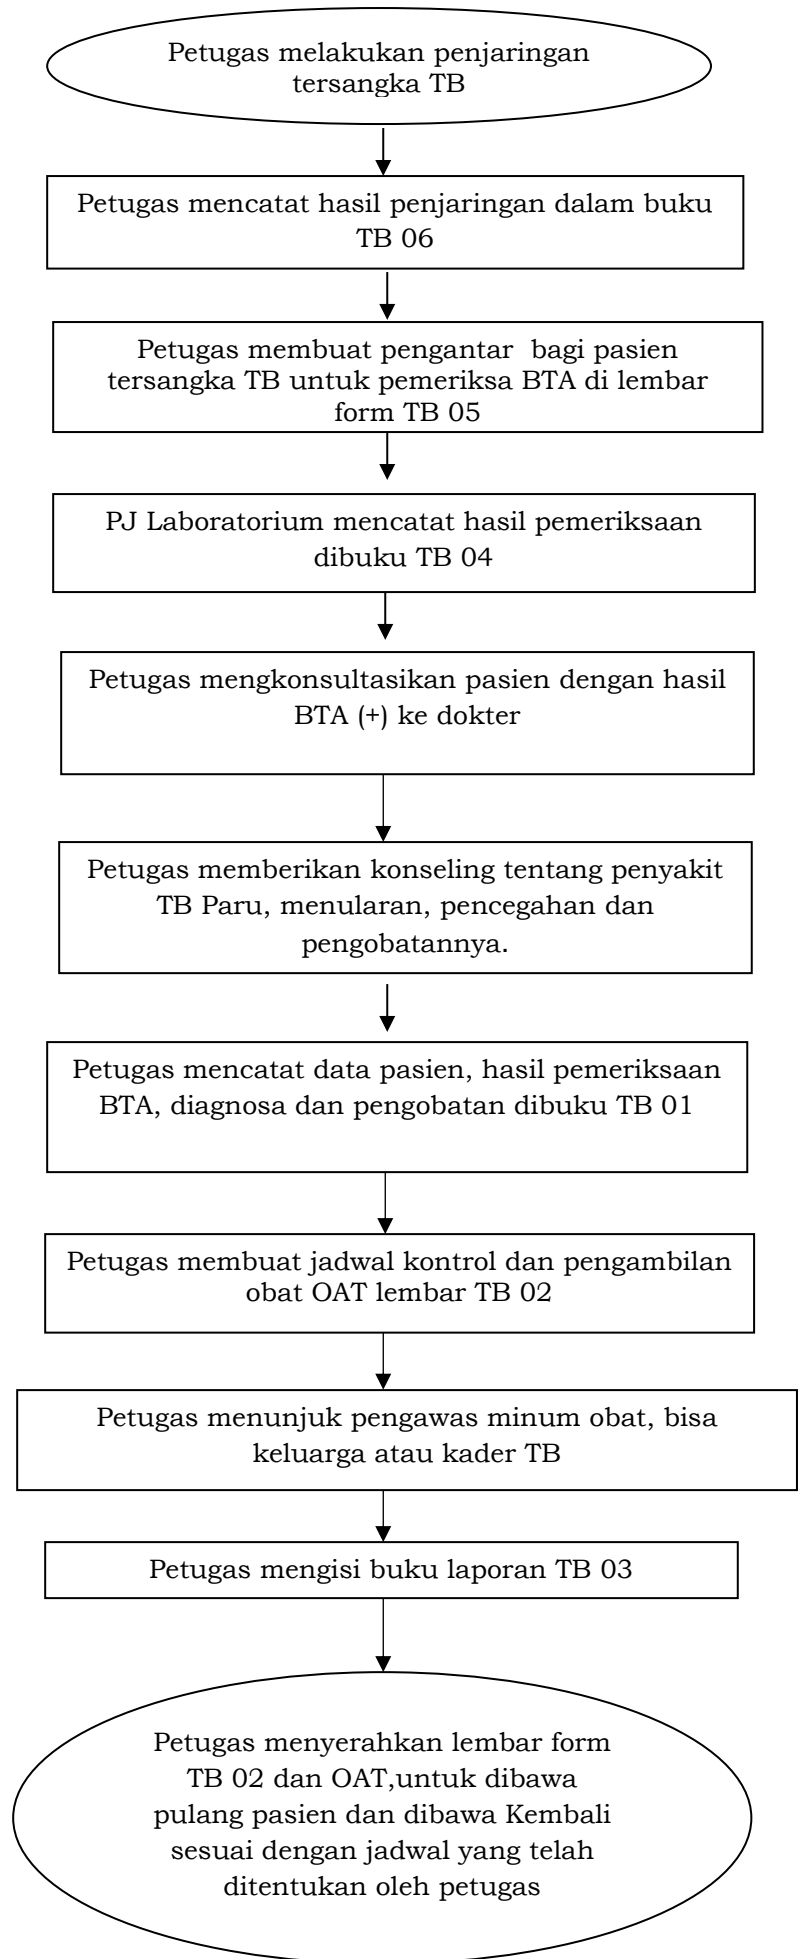 Petugas melakukan penjaringan
tersangka TB
Petugas mencatat hasil penjaringan dalam buku
TB 06
Petugas membuat pengantar bagi pasien
tersangka TB untuk pemeriksa BTA di lembar
form TB 05
PJ Laboratorium mencatat hasil pemeriksaan
dibuku TB 04
Petugas mengkonsultasikan pasien dengan hasil
BTA (+) ke dokter
Petugas memberikan konseling tentang penyakit
TB Paru, menularan, pencegahan dan
pengobatannya.
Petugas mencatat data pasien, hasil pemeriksaan
BTA, diagnosa dan pengobatan dibuku TB 01
Petugas membuat jadwal kontrol dan pengambilan
obat OAT lembar TB 02
Petugas menunjuk pengawas minum obat, bisa
keluarga atau kader TB
Petugas mengisi buku laporan TB 03
Petugas menyerahkan lembar form
TB 02 dan OAT,untuk dibawa
pulang pasien dan dibawa Kembali
sesuai dengan jadwal yang telah
ditentukan oleh petugas